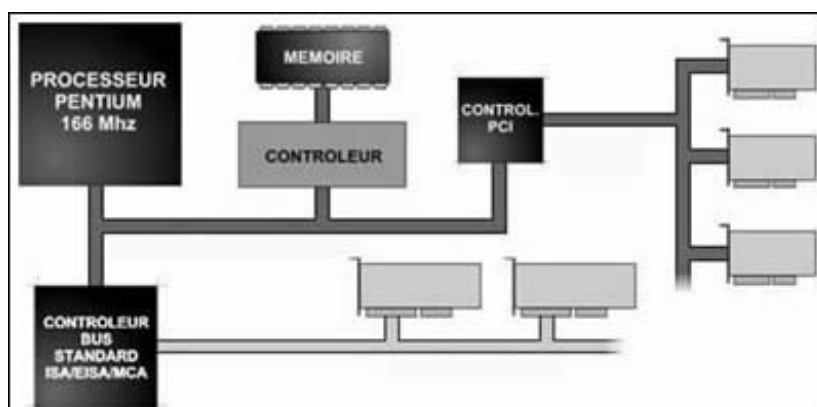 PROCESSEUR
PENTIUM
166 Mhz
MEMOIRE
CONTROLEUR
CONTROL.
PCI
CONTROLEUR
BUS
STANDARD
ISA/EISA/MCA